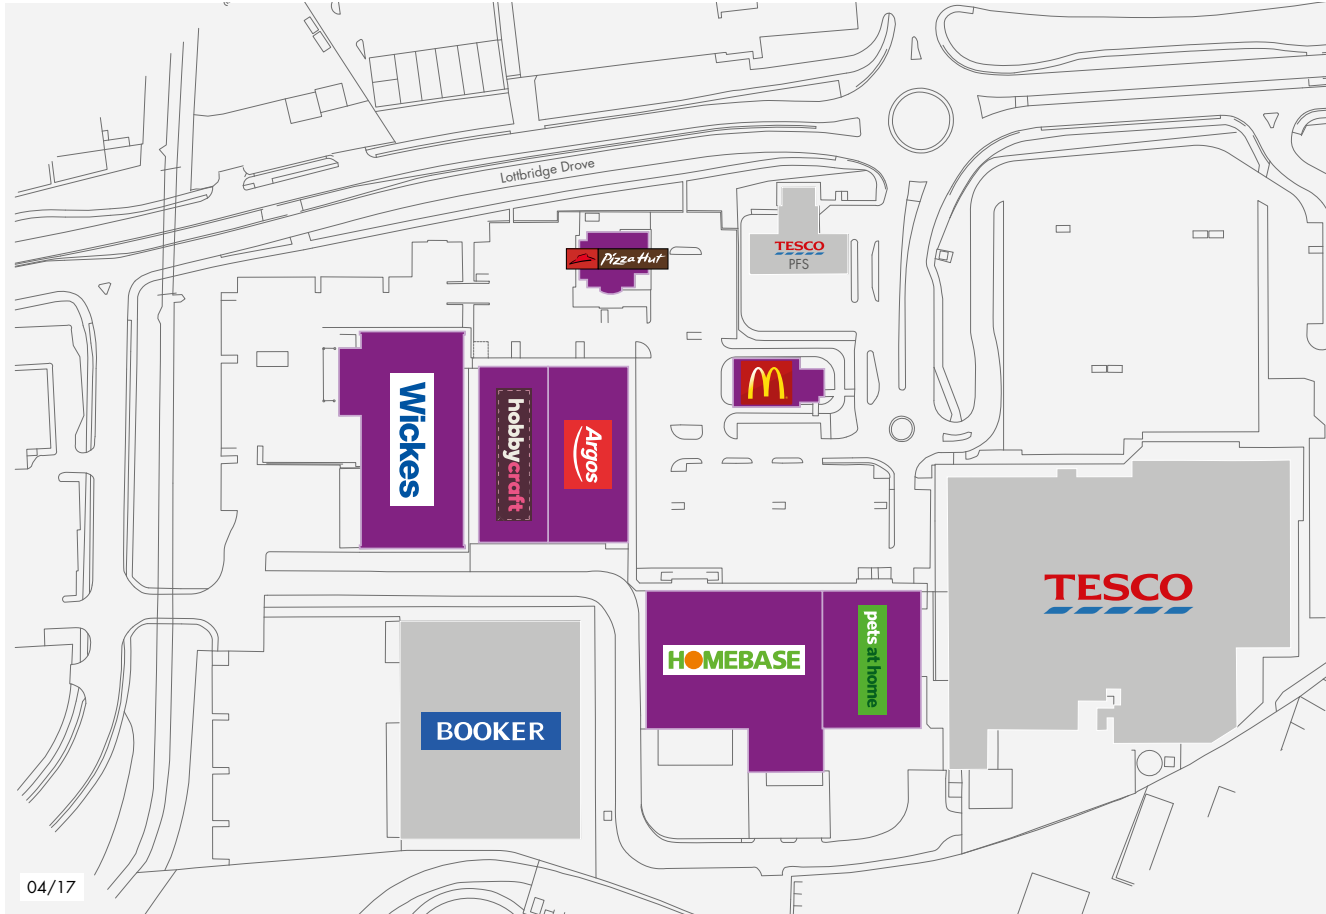 Lottbridge Drove
Pizza Hut
TESCO
PFS
Wickes
hobbycraft
Argos
M
TESCO
HOMEBASE
pets at home
BOOKER
04/17